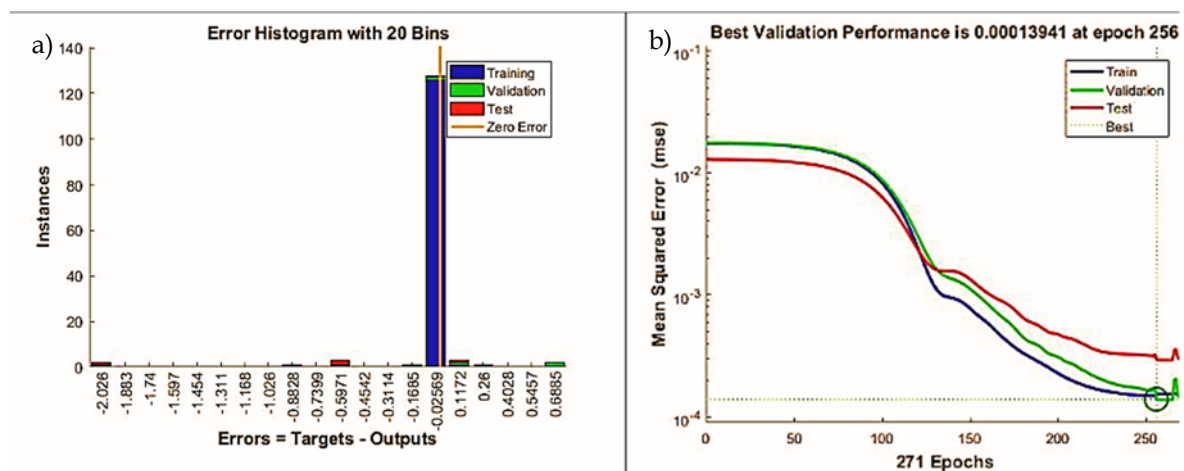 a)
Error Histogram with 20 Bins
Instances
140
120
100
80
60
40
20
0
Training
Validation
Test
Zero Error
-2.026
-1.883
-1.74
-1.597
-1.454
-1.311
-1.168
-1.026
-0.8828
-0.7399
-0.5971
-0.4542
-0.3114
-0.1685
-0.02569
0.1172
0.26
0.4028
0.5457
0.6885
Errors = Targets - Outputs
b)
Best Validation Performance is 0.00013941 at epoch 256
Mean Squared Error (mse)
10-1
10-2
10-3
10-4
Train
Validation
Test
Best
0
50
100
150
200
250
271 Epochs